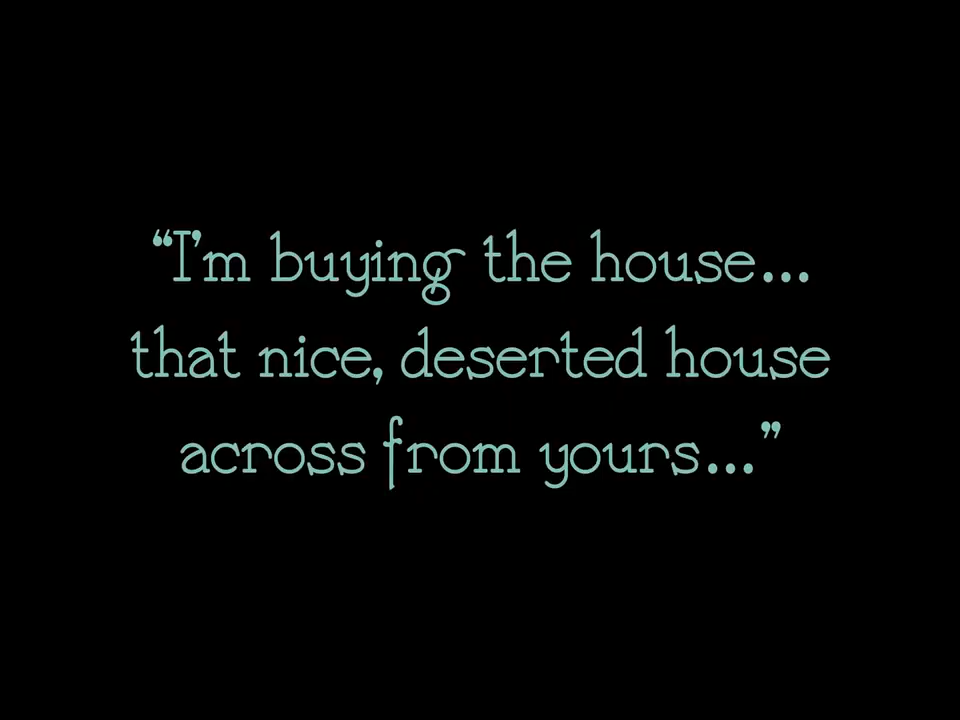 “I’m buying the house...
that nice, deserted house
across from yours...”